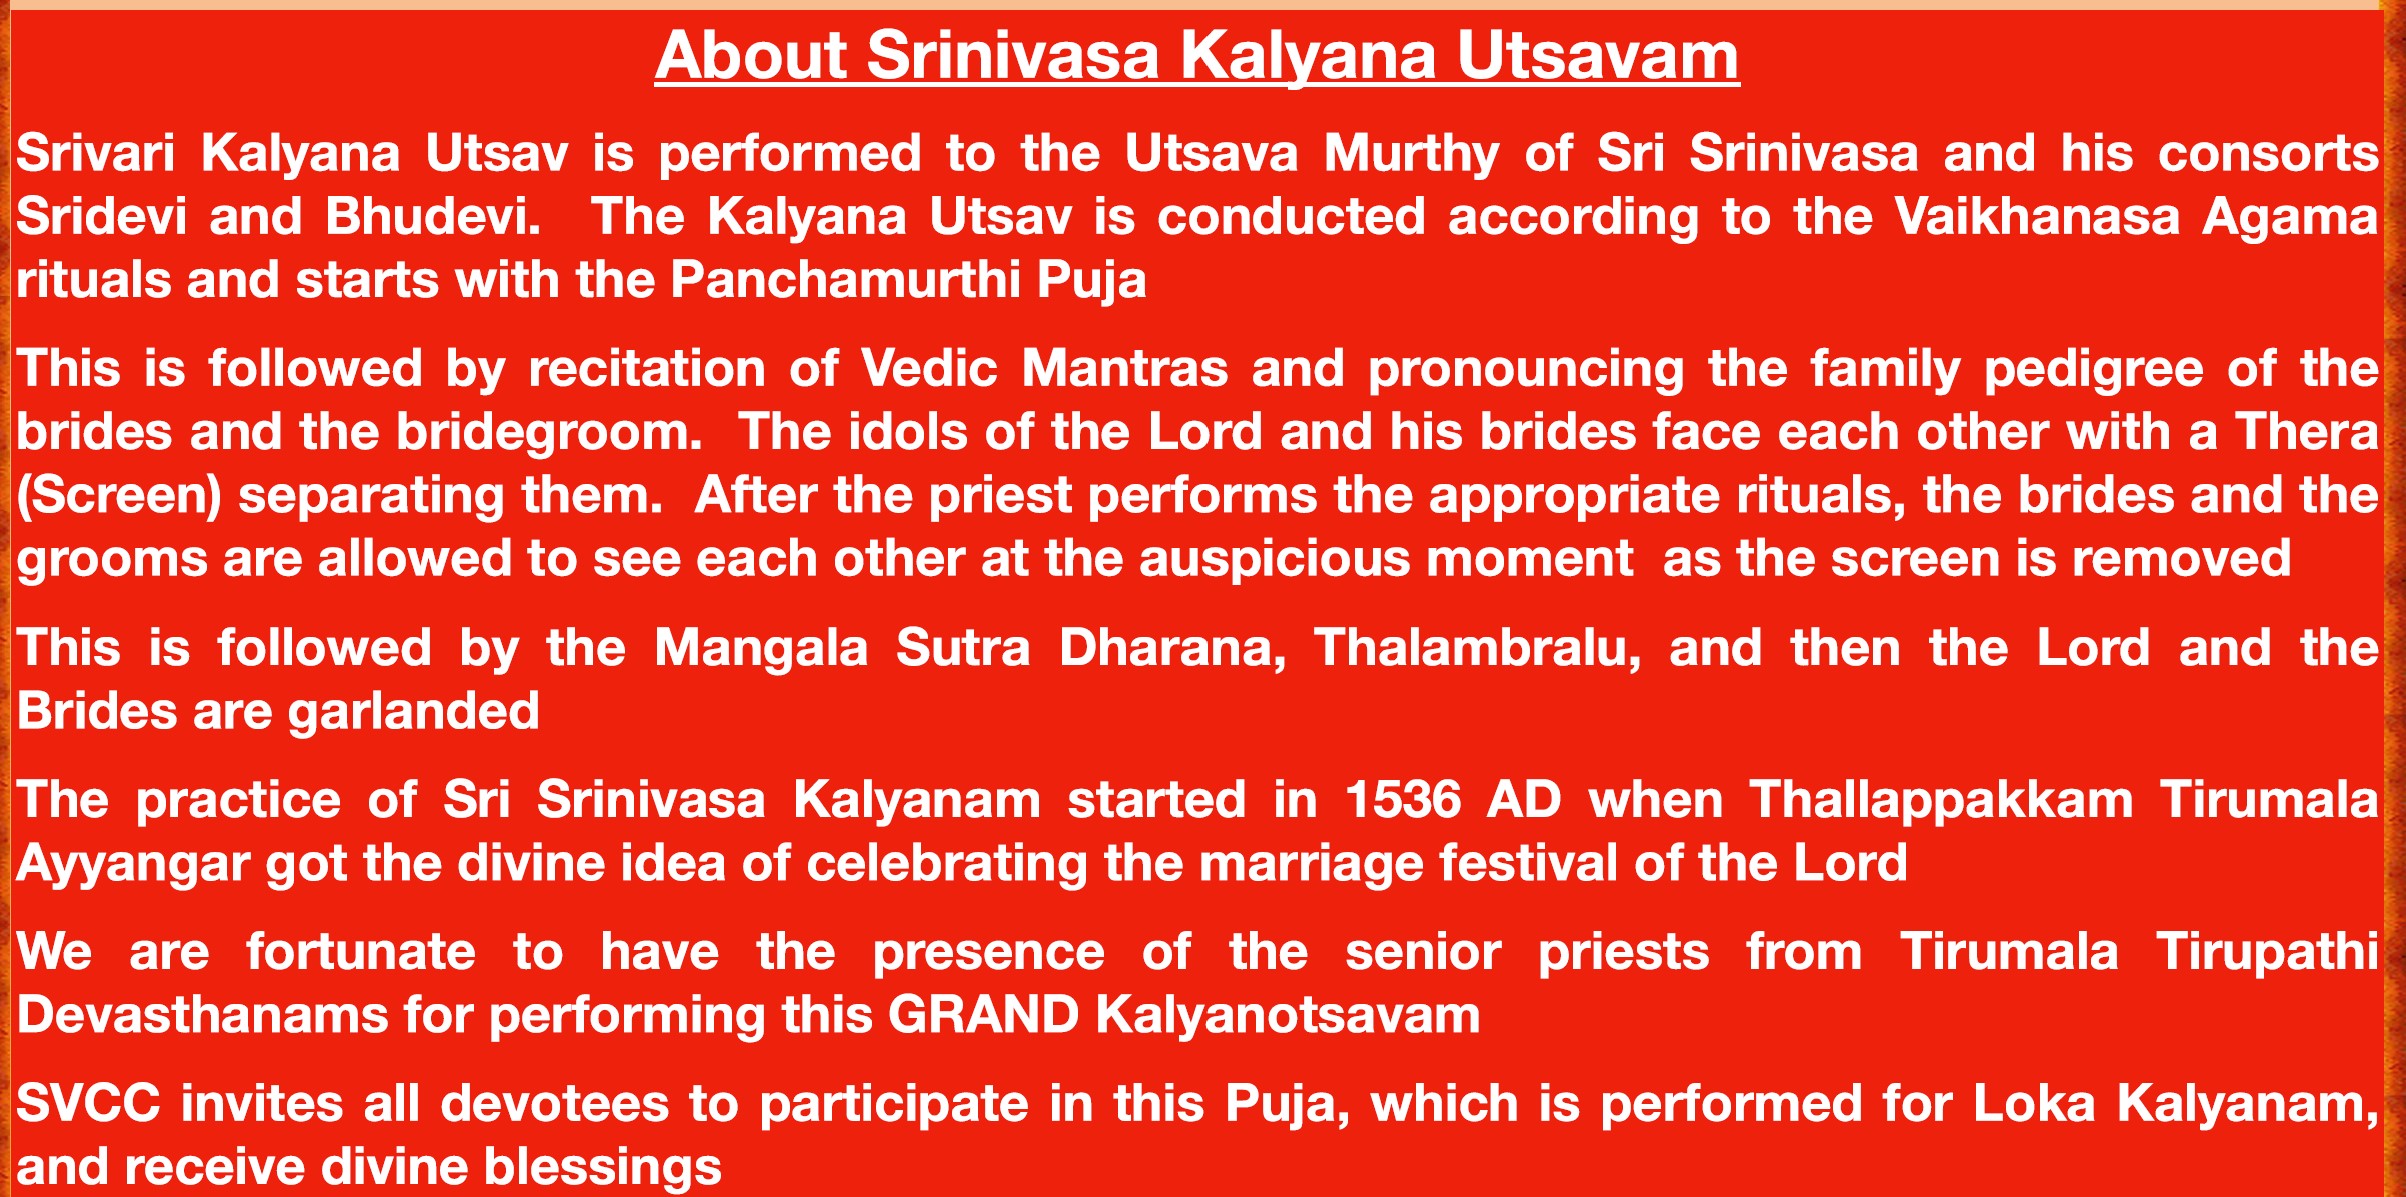 About Srinivasa Kalyana Utsavam
Srivari Kalyana Utsav is performed to the Utsava Murthy of Sri Srinivasa and his consorts
Sridevi and Bhudevi.  The Kalyana Utsav is conducted according to the Vaikhanasa Agama
rituals and starts with the Panchamurthi Puja
This is followed by recitation of Vedic Mantras and pronouncing the family pedigree of the
brides and the bridegroom.  The idols of the Lord and his brides face each other with a Thera
(Screen) separating them.  After the priest performs the appropriate rituals, the brides and the
grooms are allowed to see each other at the auspicious moment  as the screen is removed
This is followed by the Mangala Sutra Dharana, Thalambralu, and then the Lord and the
Brides are garlanded
The practice of Sri Srinivasa Kalyanam started in 1536 AD when Thallappakkam Tirumala
Ayyangar got the divine idea of celebrating the marriage festival of the Lord
We are fortunate to have the presence of the senior priests from Tirumala Tirupathi
Devasthanams for performing this GRAND Kalyanotsavam
SVCC invites all devotees to participate in this Puja, which is performed for Loka Kalyanam,
and receive divine blessings